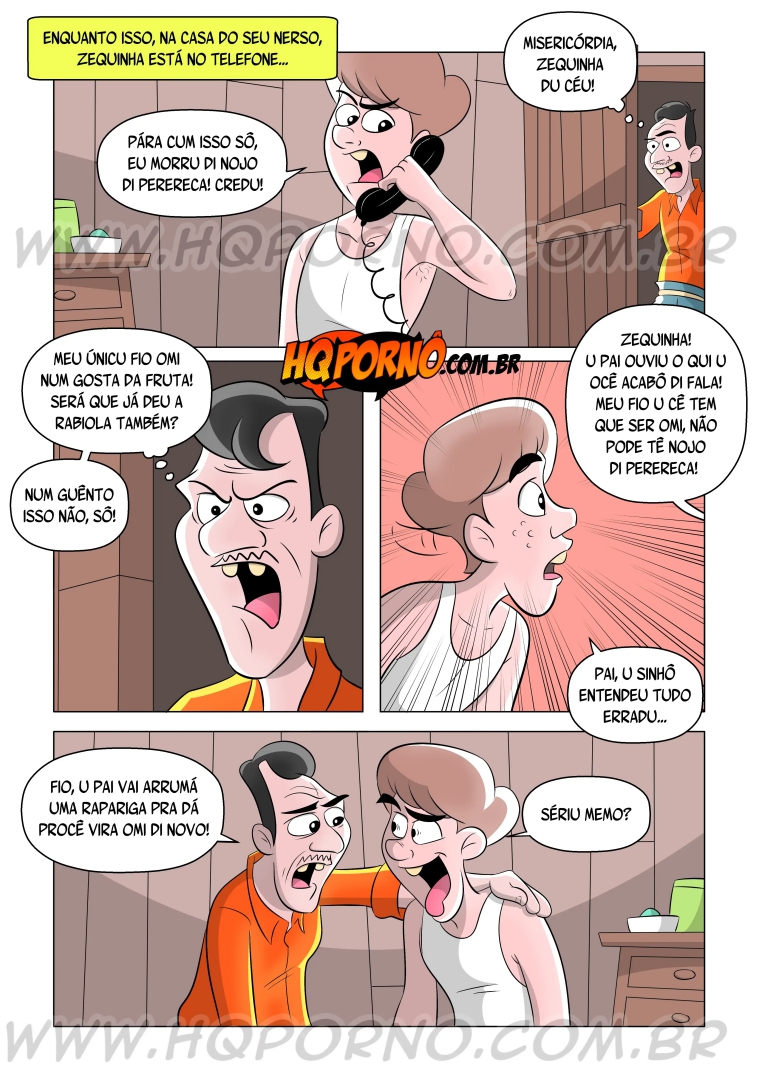 ENQUANTO ISSO, NA CASA DO SEU NERSO,
ZEQUINHA ESTÁ NO TELEFONE...
PÁRA CUM ISSO SÔ,
EU MORRU DI NOJO
DI PERERECA! CREDU!
MISERICÓRDIA,
ZEQUINHA
DU CÉU!
WWW.HQPORNO.COM.BR
HQPORNÔ.COM.BR
MEU ÚNICU FIO OMI
NUM GOSTA DA FRUTA!
SERÁ QUE JÁ DEU A
RABIOLA TAMBÉM?
NUM GUÊNTO
ISSO NÃO, SÔ!
ZEQUINHA!
U PAI OUVIU O QUI U
OCÊ ACABÔ DI FALA!
MEU FIO U CÊ TEM
QUE SER OMI, NÃO
PODE TÊ NOJO
DI PERERECA!
PAI, U SINHÔ
ENTENDEU TUDO
ERRADU...
FIO, U PAI VAI ARRUMÁ
UMA RAPARIGA PRA DÁ
PROCÊ VIRA OMI DI NOVO!
SÉRIU MEMO?
WWW.HQPORNO.COM.BR